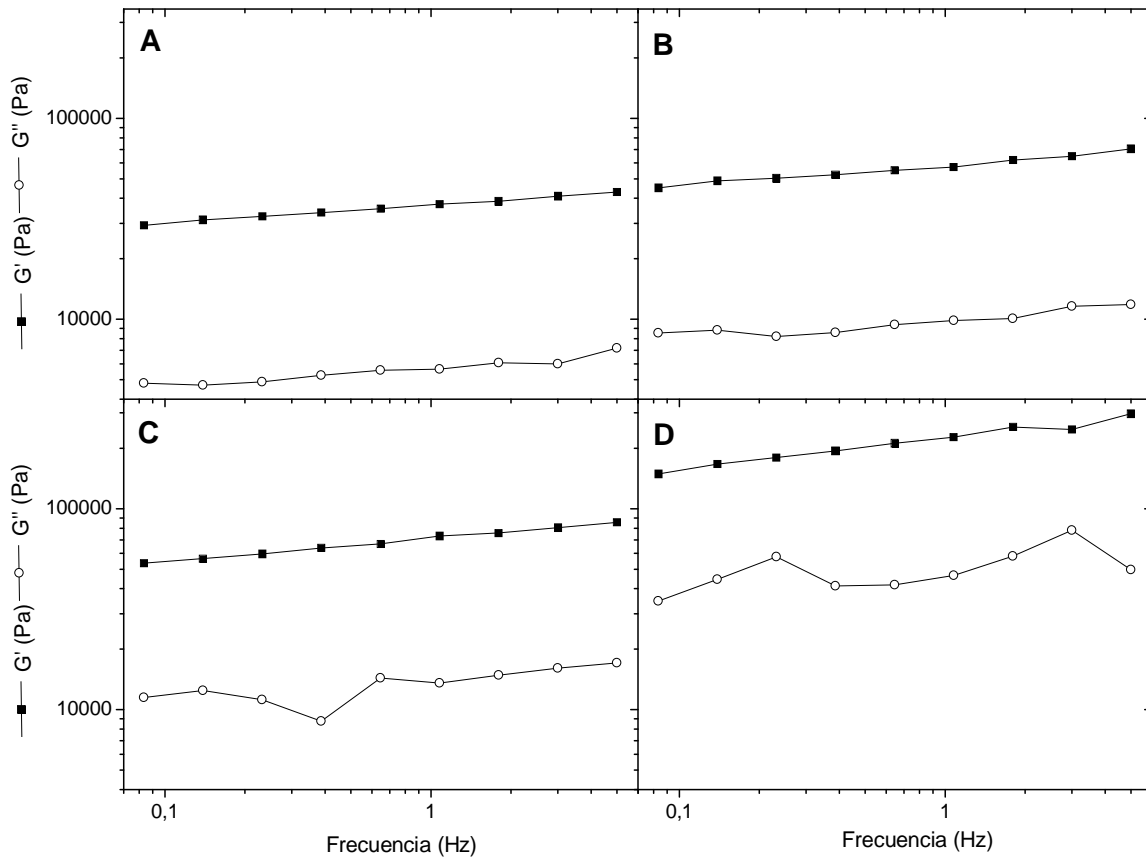 A
B
G' (Pa) G'' (Pa)
100000
10000
C
D
G' (Pa) G'' (Pa)
100000
10000
0,1
1
0,1
1
Frecuencia (Hz)
Frecuencia (Hz)